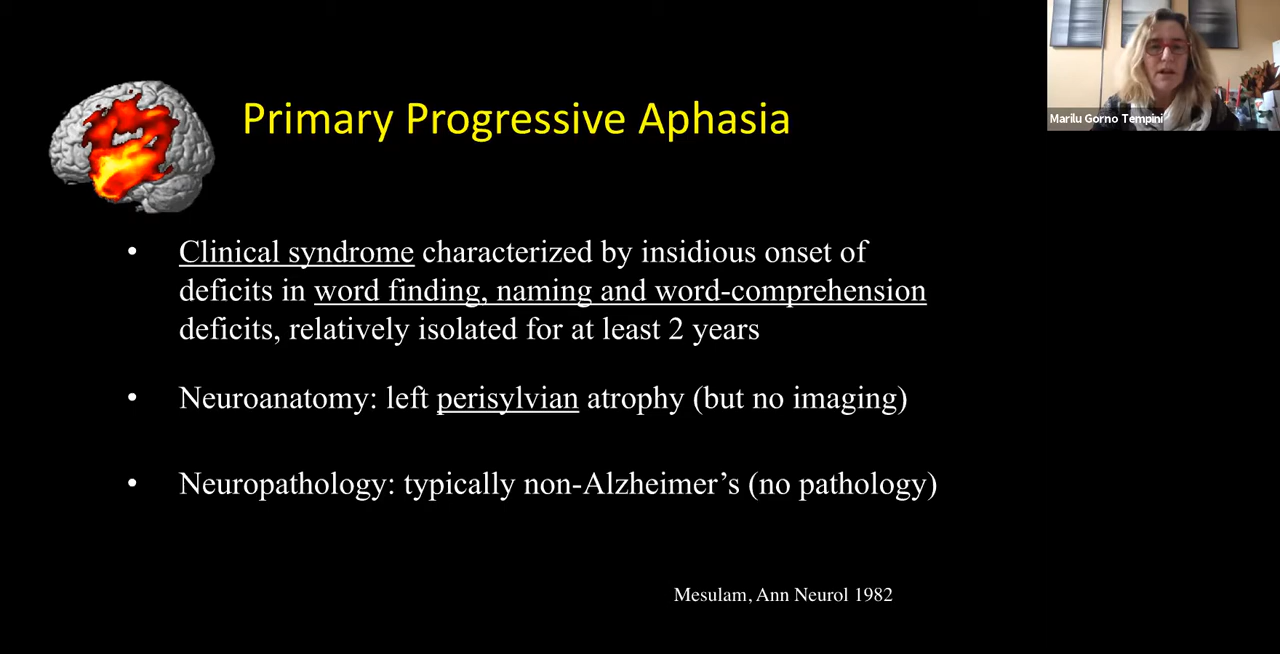 Primary Progressive Aphasia
Marilu Gorno Tempini
• Clinical syndrome characterized by insidious onset of
deficits in word finding, naming and word-comprehension
deficits, relatively isolated for at least 2 years
• Neuroanatomy: left perisylvian atrophy (but no imaging)
• Neuropathology: typically non-Alzheimer’s (no pathology)
Mesulam, Ann Neurol 1982